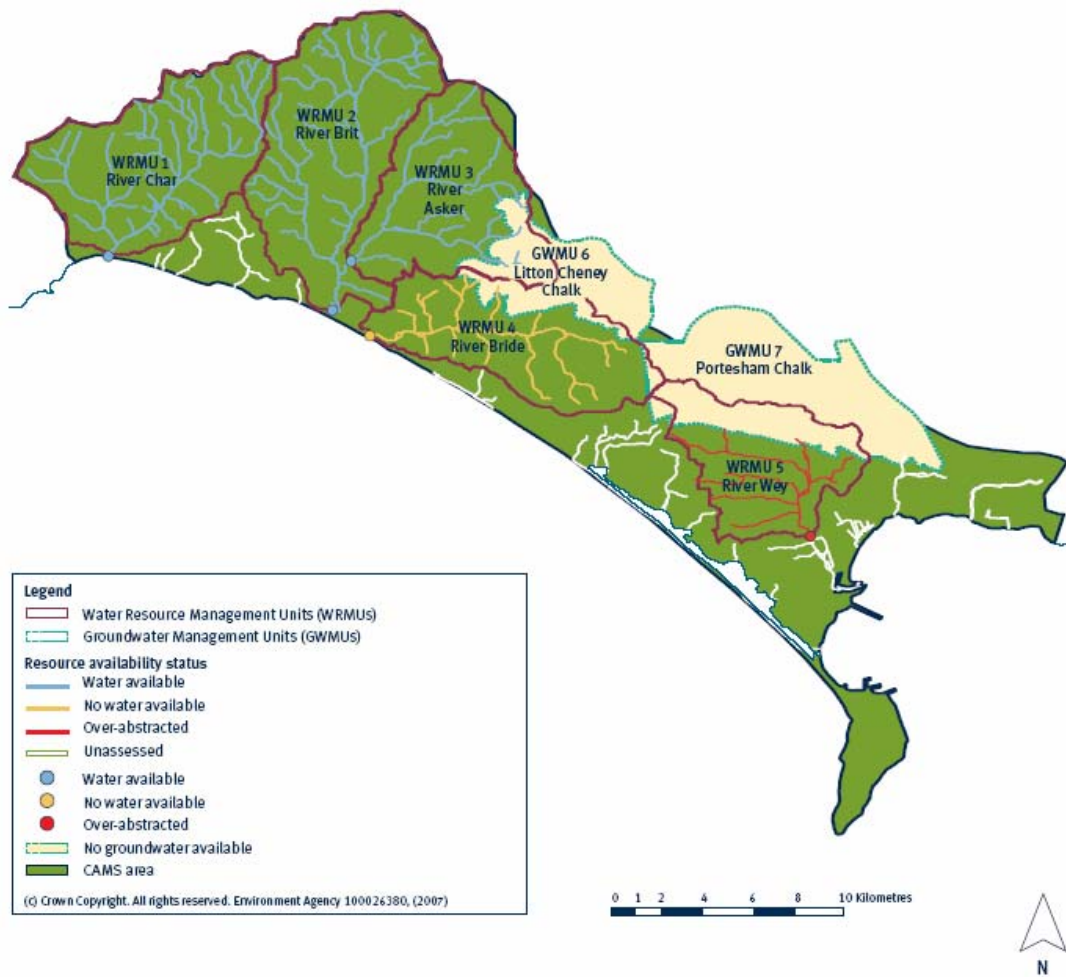 WRMU 2
River Brit
WRMU 1
River Char
WRMU 3
River
Asker
GWMU 6
Litton Cheney
Chalk
WRMU 4
River Bride
GWMU 7
Portesham Chalk
WRMU 5
River Wey
Legend
Water Resource Management Units (WRMUs)
Groundwater Management Units (GWMUs)
Resource availability status
Water available
No water available
Over-abstracted
Unassessed
Water available
No water available
Over-abstracted
No groundwater available
CAMS area
(c) Crown Copyright. All rights reserved. Environment Agency 100026380, (2007)
0 1 2 4 6 8 10 Kilometres
N